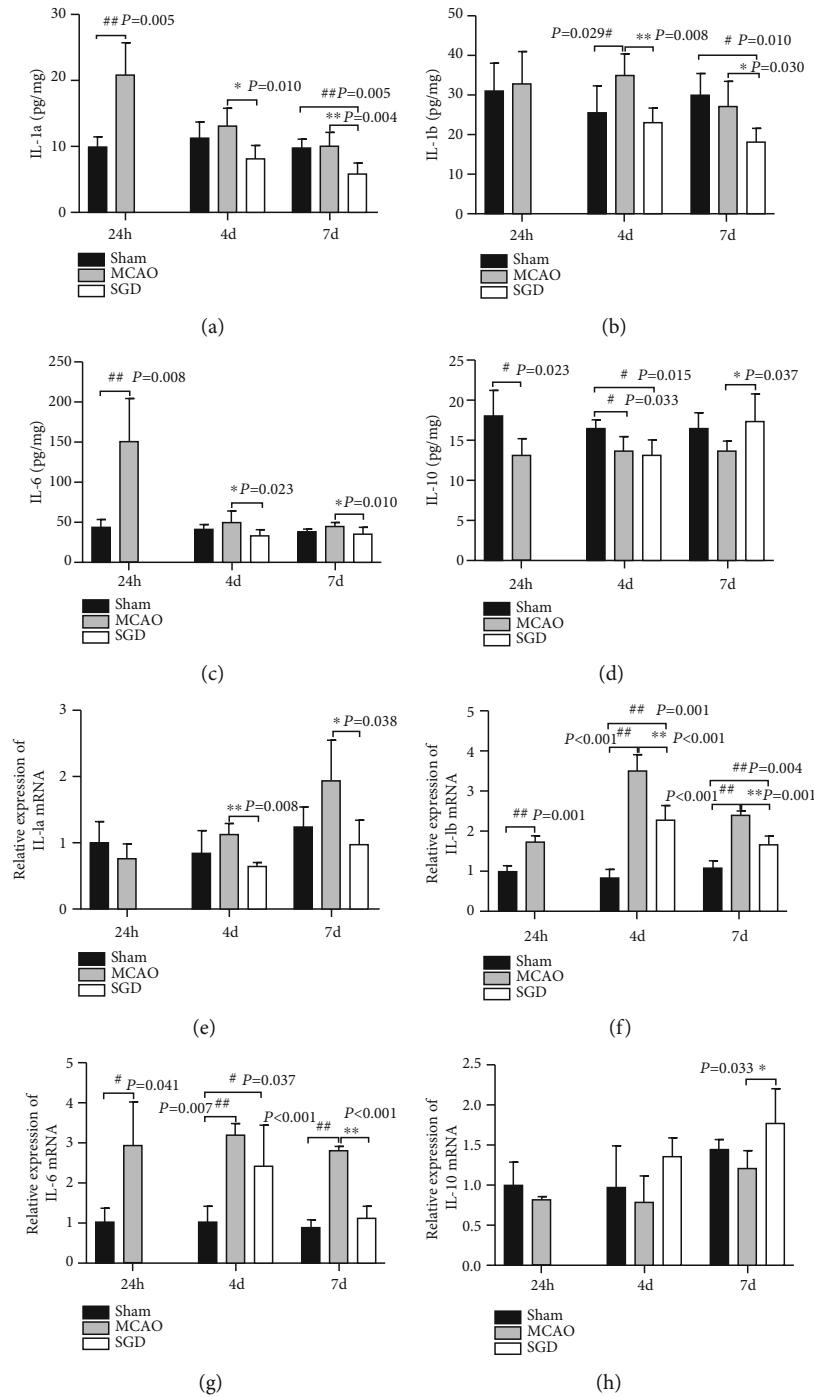 ##P=0.005
* P=0.010
##P=0.005
**P=0.004
30
20
10
0
IL-1a (pg/mg)
24h
4d
7d
Sham
MCAO
SGD
(a)
P=0.029#
** P=0.008
# P=0.010
* P=0.030
50
40
30
20
10
0
IL-1b (pg/mg)
24h
4d
7d
Sham
MCAO
SGD
(b)
## P=0.008
*P=0.023
*P=0.010
250
200
150
100
50
0
IL-6 (pg/mg)
24h
4d
7d
Sham
MCAO
SGD
(c)
# P=0.023
# P=0.015
# P=0.033
* P=0.037
25
20
15
10
5
0
IL-10 (pg/mg)
24h
4d
7d
Sham
MCAO
SGD
(d)
**P=0.008
* P=0.038
3
2
1
0
Relative expression of
IL-la mRNA
24h
4d
7d
Sham
MCAO
SGD
(e)
## P=0.001
## P=0.001
P<0.001 ##
** P<0.001
##P=0.004
P<0.001 ##
**P=0.001
5
4
3
2
1
0
Relative expression of
IL-lb mRNA
24h
4d
7d
Sham
MCAO
SGD
(f)
# P=0.041
# P=0.037
P=0.007 ##
P<0.001 ##
P<0.001
**
5
4
3
2
1
0
Relative expression of
IL-6 mRNA
24h
4d
7d
Sham
MCAO
SGD
(g)
P=0.033 *
2.5
2.0
1.5
1.0
0.5
0.0
Relative expression of
IL-10 mRNA
24h
4d
7d
Sham
MCAO
SGD
(h)